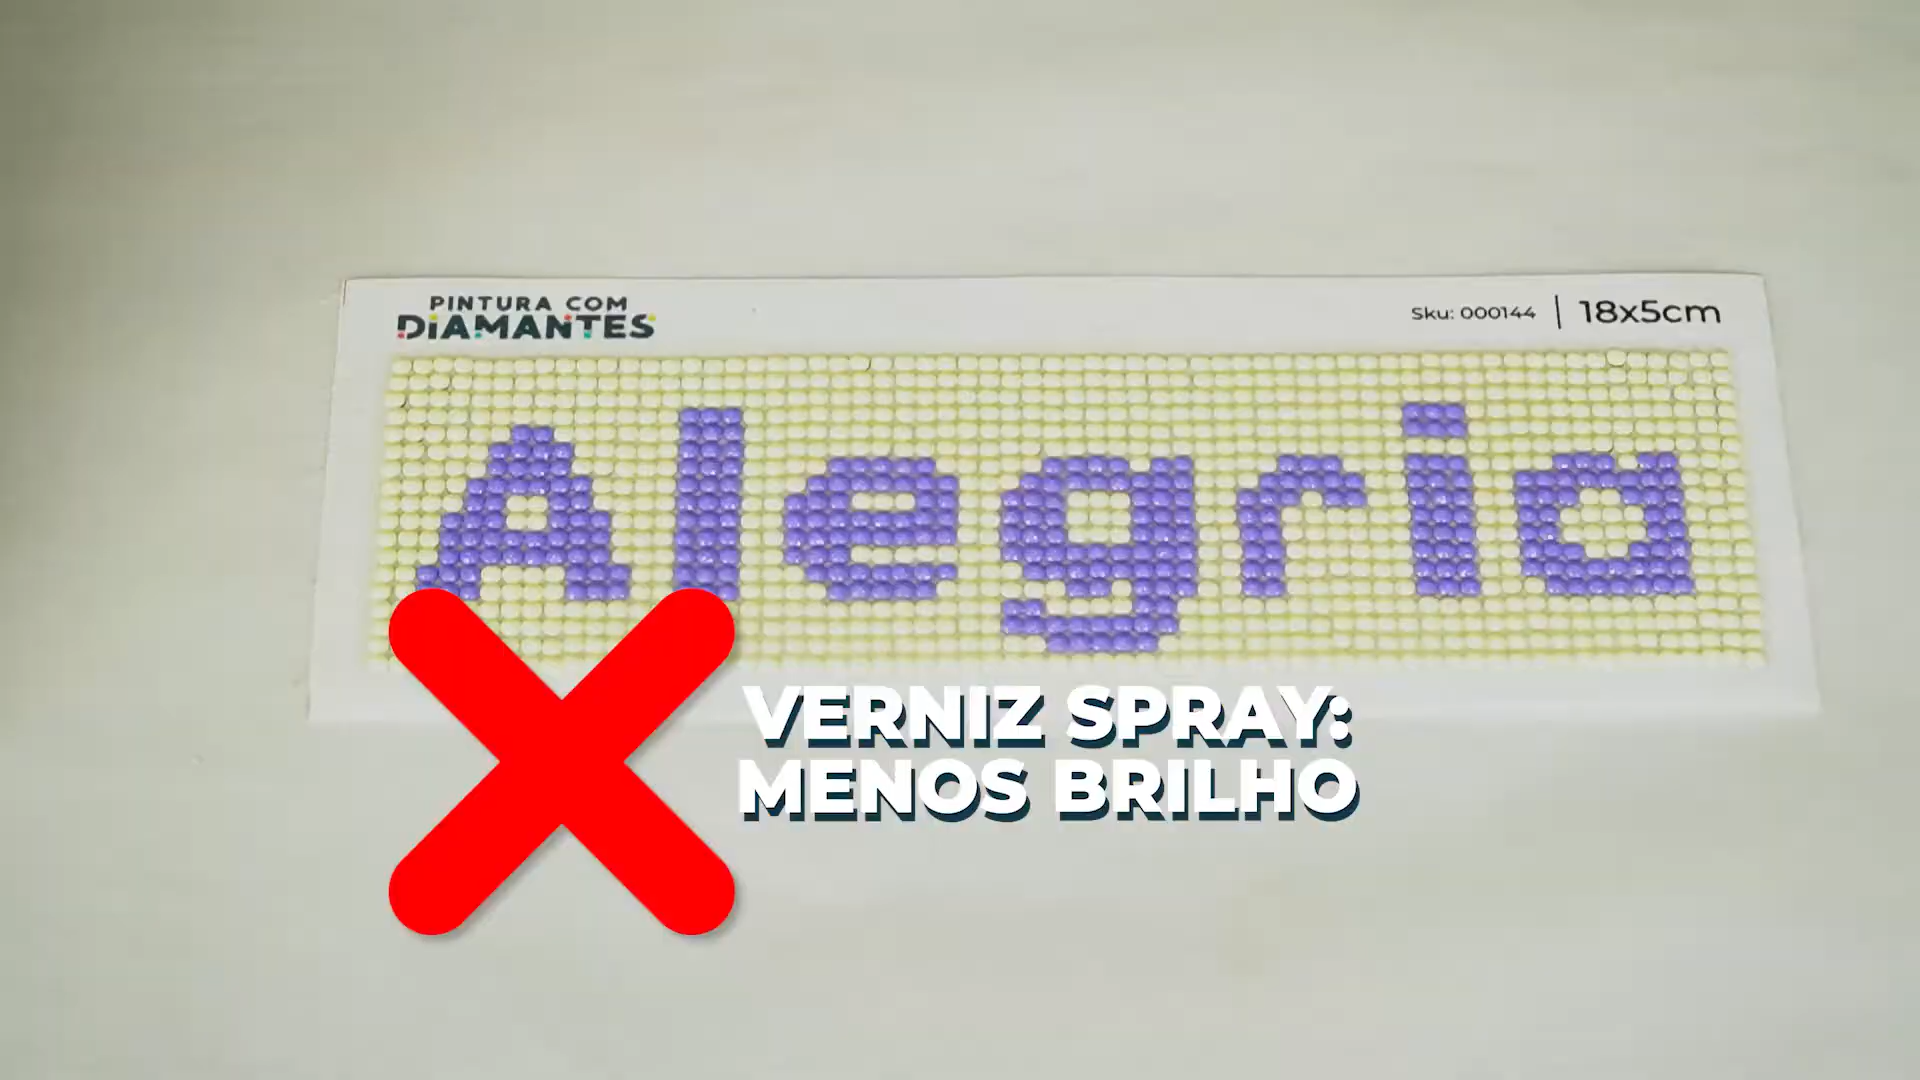 PINTURA COM
DIAMANTES
Sku: 000144 | 18x5cm
Alegria
VERNIZ SPRAY:
MENOS BRILHO